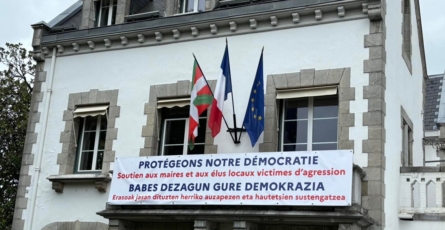 PROTÉGEONS NOTRE DÉMOCRATIE
Soutien aux maires et aux élus locaux victimes d'agression
BABES DEZAGUN GURE DEMOKRAZIA
Erasoak jasan dituzten herriko auzapezen eta hautetsien sustengatzea